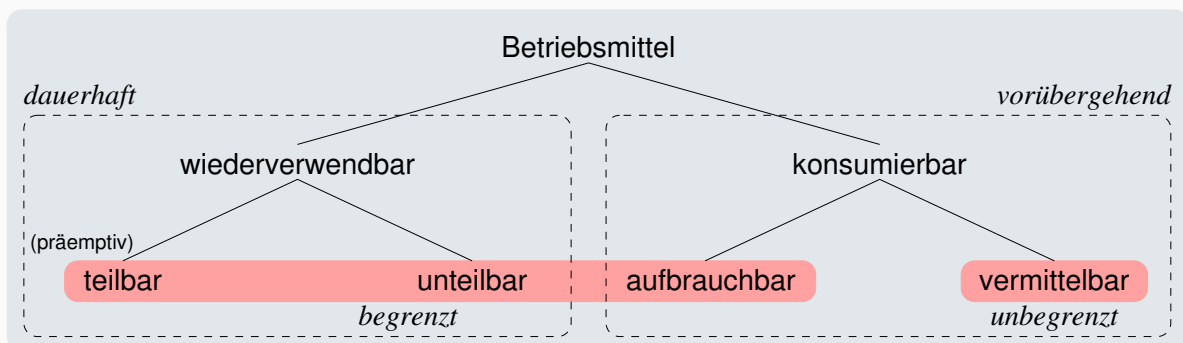 Betriebsmittel
dauerhaft
vorübergehend
wiederverwendbar
konsumierbar
(präemptiv)
teilbar
unteilbar
aufbrauchbar
vermittelbar
begrenzt
unbegrenzt